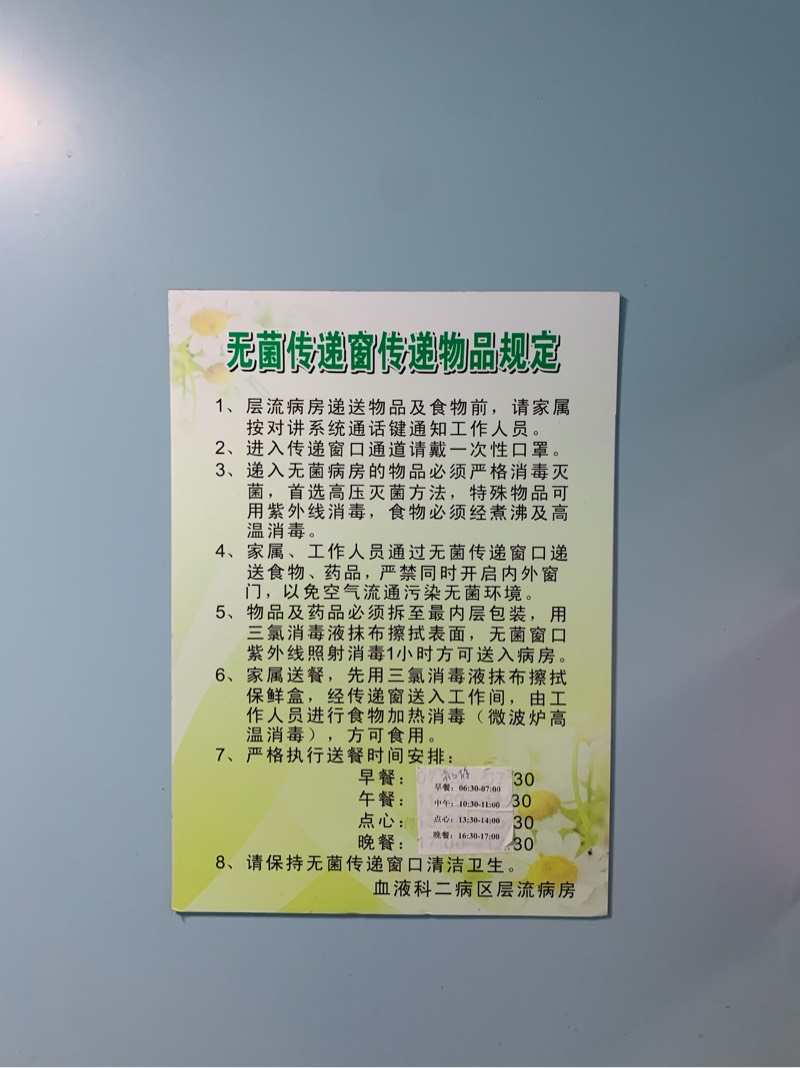 无菌传递窗传递物品规定
1、层流病房递送物品及食物前，请家属
按对讲系统通话键通知工作人员。
2、进入传递窗口通道请戴一次性口罩。
3、递入无菌病房的物品必须严格消毒灭
菌，首选高压灭菌方法，特殊物品可
用紫外线消毒，食物必须经煮沸及高
温消毒。
4、家属、工作人员通过无菌传递窗口递
送食物、药品，严禁同时开启内外窗
门，以免空气流通污染无菌环境。
5、物品及药品必须拆至最内层包装，用
三氯消毒液抹布擦拭表面，无菌窗口
紫外线照射消毒1小时方可送入病房。
6、家属送餐，先用三氯消毒液抹布擦拭
保鲜盒，经传递窗送入工作间，由工
作人员进行食物加热消毒（微波炉高
温消毒），方可食用。
7、严格执行送餐时间安排：
早餐： 30
早餐：06:30-07:00
午餐： 30
中午：10:30-11:00
点心： 30
点心：13:30-14:00
晚餐： 30
晚餐：16:30-17:00
8、请保持无菌传递窗口清洁卫生。
血液科二病区层流病房